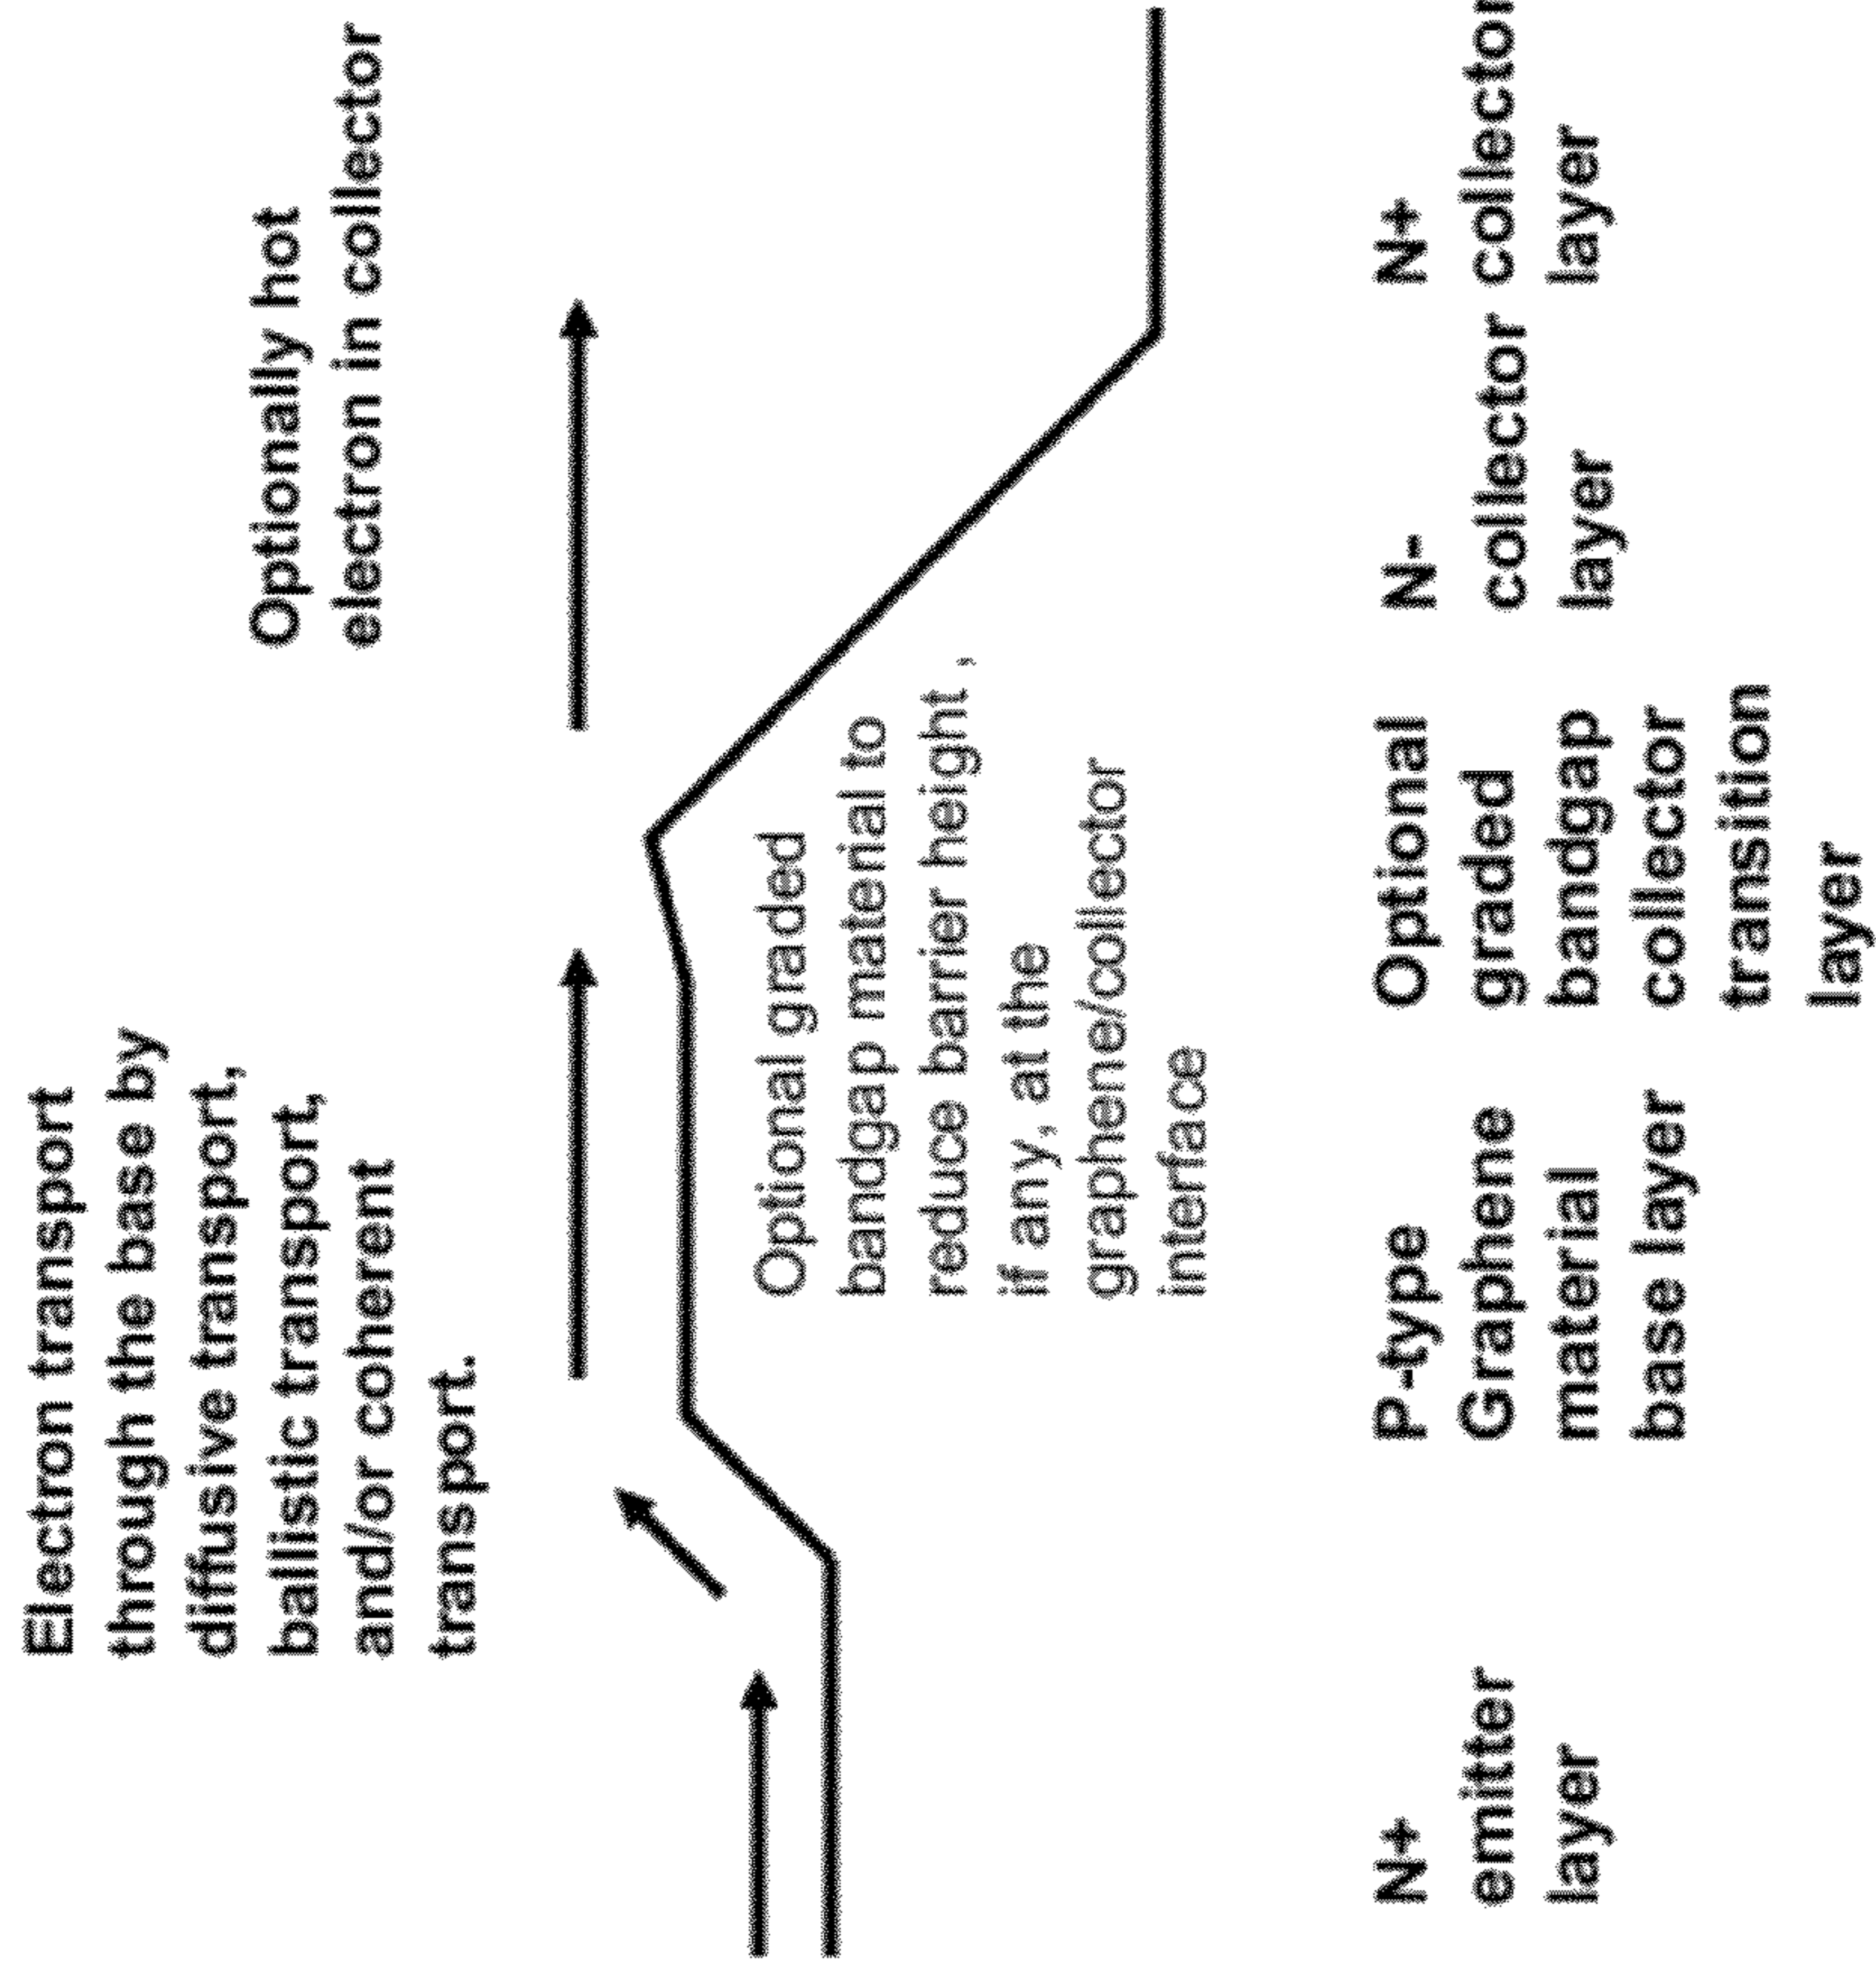 Electron transport
through the base by
diffusive transport,
ballistic transport,
and/or coherent
transport.
Optionally hot
electron in collector
Optional graded
bandgap material to
reduce barrier height ,
if any, at the
graphene/collector
interface
N+
emitter
layer
P-type
Graphene
material
base layer
Optional
graded
bandgap
collector
transition
layer
N-
collector
layer
N+
collector
layer